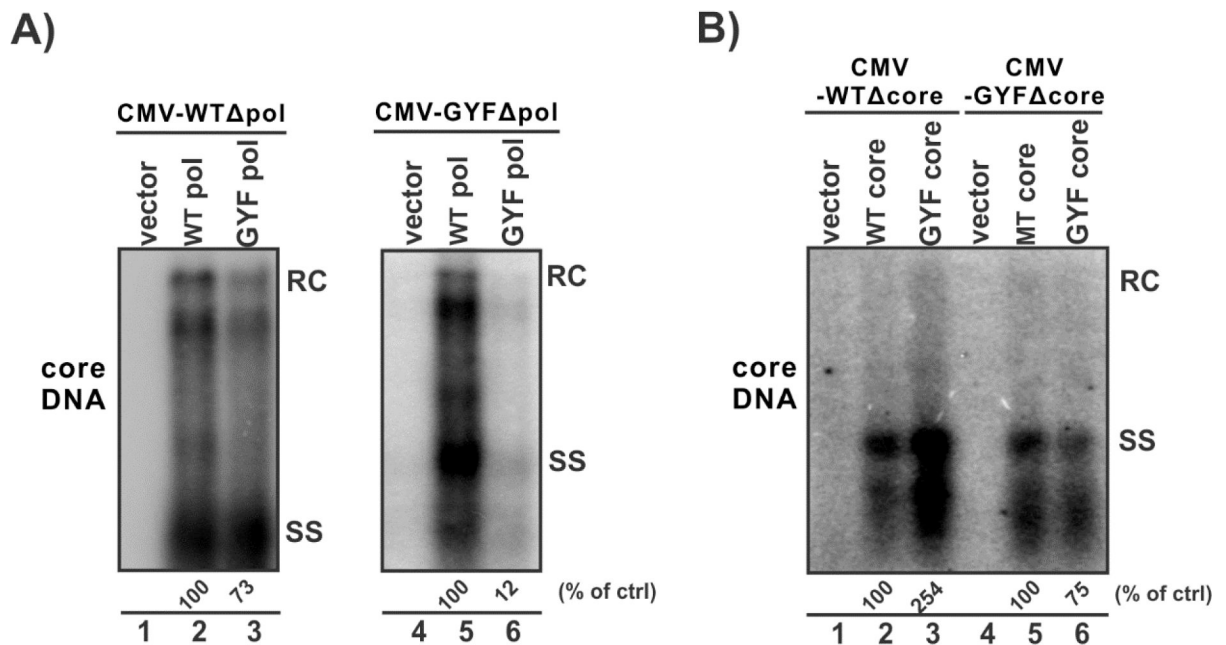 A)
CMV-WTΔpol
vector
WT pol
GYF pol
RC
SS
core
DNA
100
73
1
2
3
CMV-GYFΔpol
vector
WT pol
GYF pol
RC
SS
100
12
(% of ctrl)
4
5
6
B)
CMV
-WTΔcore
CMV
-GYFΔcore
vector
WT core
GYF core
vector
MT core
GYF core
core
DNA
RC
SS
100
254
100
75
(% of ctrl)
1
2
3
4
5
6